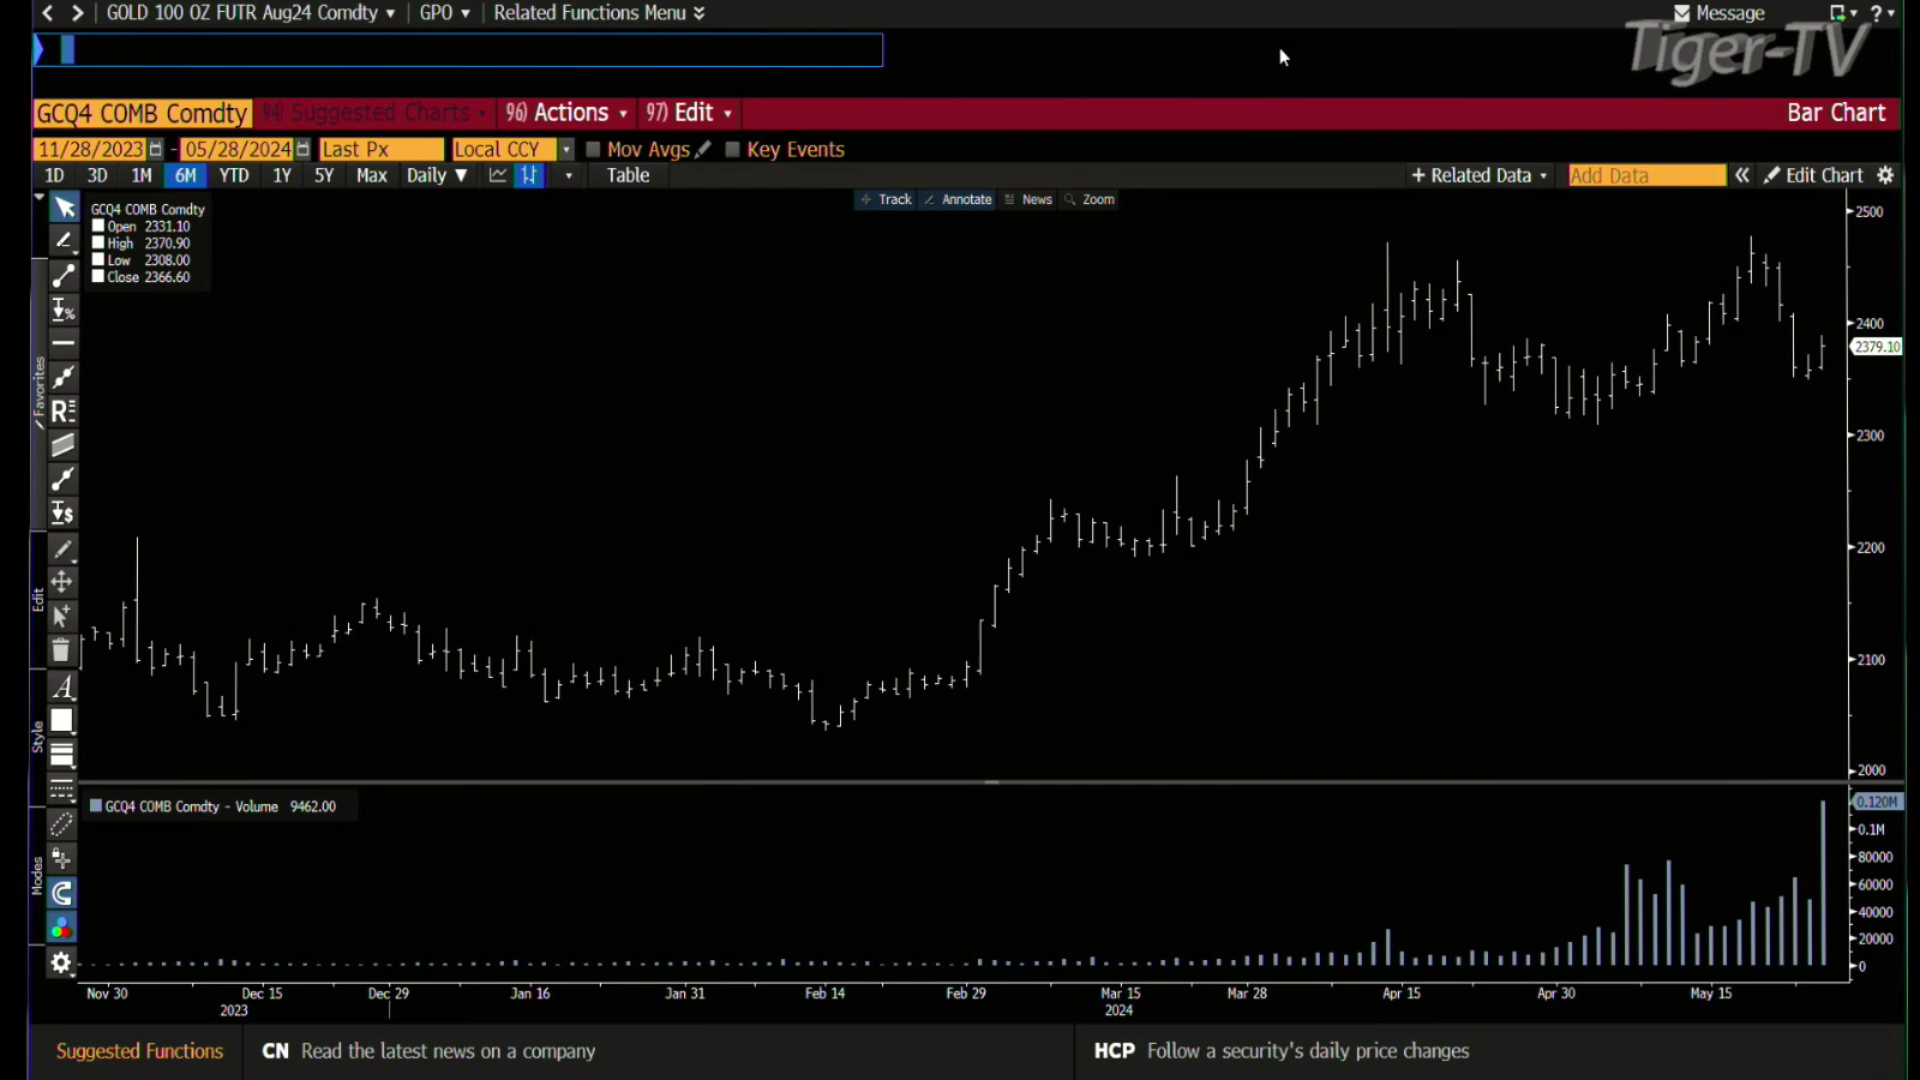 GOLD 100 OZ FUTR Aug24 Comdty GPO Related Functions Menu Message ?
Tiger-TV
GCQ4 COMB Comdty 94) Suggested Charts 96) Actions 97) Edit Bar Chart
11/28/2023 - 05/28/2024 Last Px Local CCY Mov Avgs Key Events
1D 3D 1M 6M YTD 1Y 5Y Max Daily Table + Related Data Add Data Edit Chart
Track Annotate News Zoom
GCQ4 COMB Comdty
Open 2331.10
High 2370.90
Low 2308.00
Close 2366.60
Favorites
Edit
Style
Modes
2500
2400
2379.10
2300
2200
2100
2000
GCQ4 COMB Comdty - Volume 9462.00
0.120M
0.1M
80000
60000
40000
20000
0
Nov 30 Dec 15 Dec 29 Jan 16 Jan 31 Feb 14 Feb 29 Mar 15 Mar 28 Apr 15 Apr 30 May 15
2023 2024
Suggested Functions CN Read the latest news on a company HCP Follow a security's daily price changes